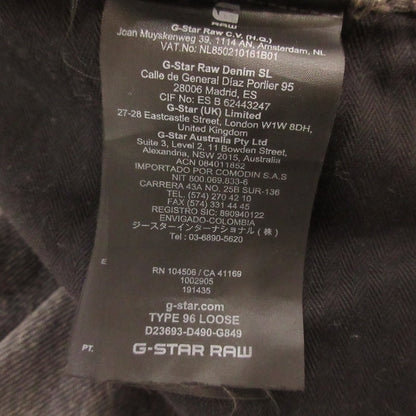 G-Star Raw C.V. (H.Q.)
Joan Muyskenweg 39, 1114 AN, Amsterdam, NL
VAT.No: NL850210161B01
G-Star Raw Denim SL
Calle de General Díaz Porlier 95
28006 Madrid, ES
CIF No: ES B 62443247
G-Star (UK) Limited
27-28 Eastcastle Street, London W1W 8DH,
United Kingdom
G-Star Australia Pty Ltd
Suite 3, Level 2, 11 Bowden Street,
Alexandria, NSW 2015, Australia
ACN 084011852
IMPORTADO POR COMODIN S.A.S
NIT 800.069.833-6
CARRERA 43A NO. 25B SUR-136
TEL (574) 270 42 10
FAX (574) 331 44 45
REGISTRO SIC: 890940122
ENVIGADO-COLOMBIA
ジースターインターナショナル (株)
Tel: 03-6890-5620
E
RN 104506 / CA 41169
1002905
191435
g-star.com
TYPE 96 LOOSE
D23693-D490-G849
PT.
G-STAR RAW